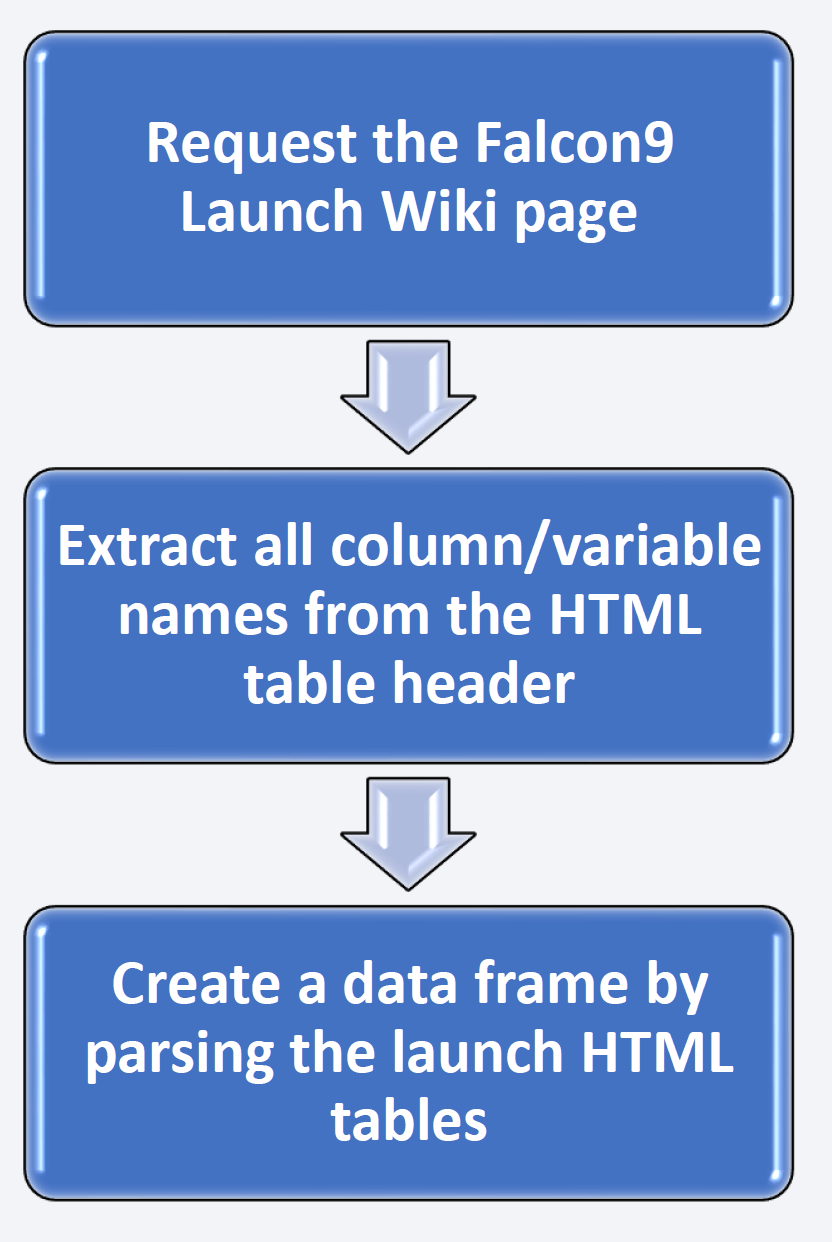 Request the Falcon9
Launch Wiki page
Extract all column/variable
names from the HTML
table header
Create a data frame by
parsing the launch HTML
tables